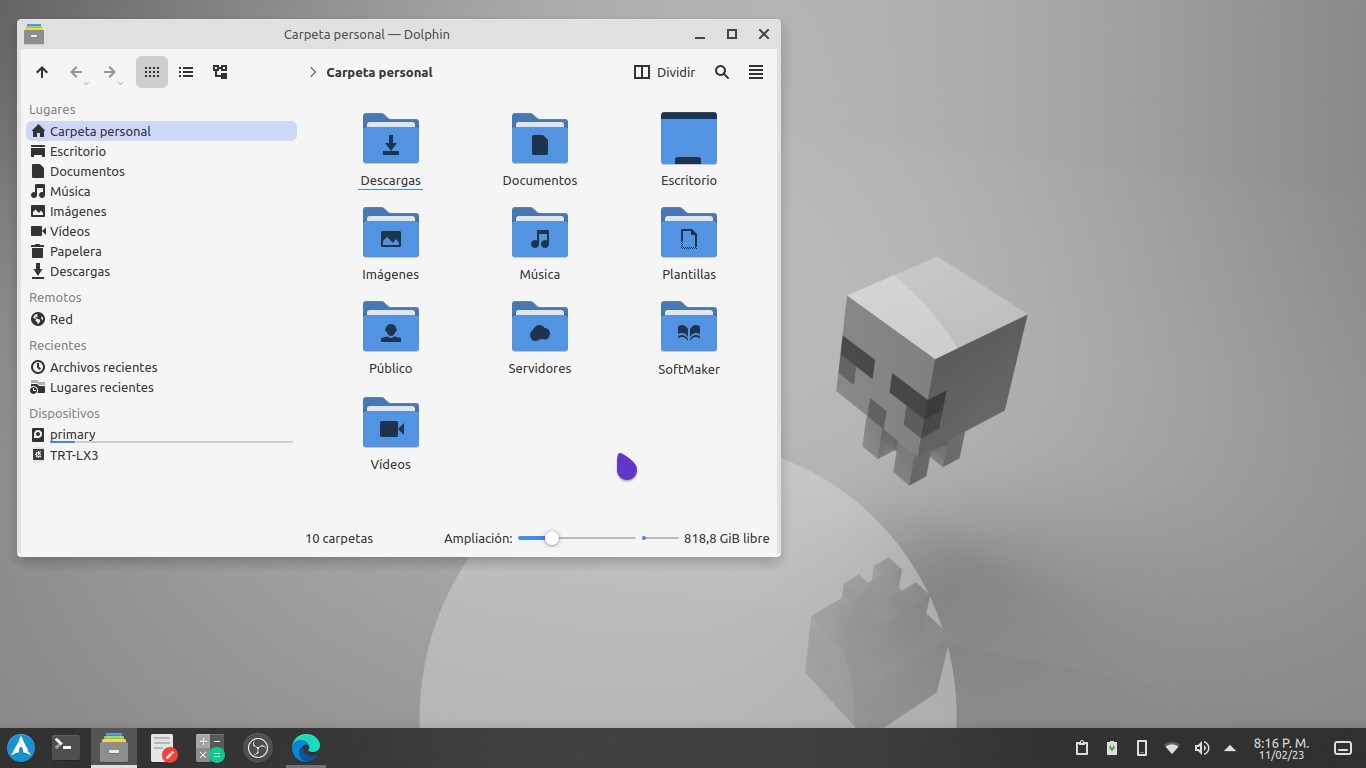 Carpeta personal — Dolphin
Carpeta personal
Dividir
Lugares
Carpeta personal
Escritorio
Documentos
Música
Imágenes
Vídeos
Papelera
Descargas
Remotos
Red
Recientes
Archivos recientes
Lugares recientes
Dispositivos
primary
TRT-LX3
Descargas
Documentos
Escritorio
Imágenes
Música
Plantillas
Público
Servidores
SoftMaker
Vídeos
10 carpetas
Ampliación:
818,8 GiB libre
8:16 P. M.
11/02/23